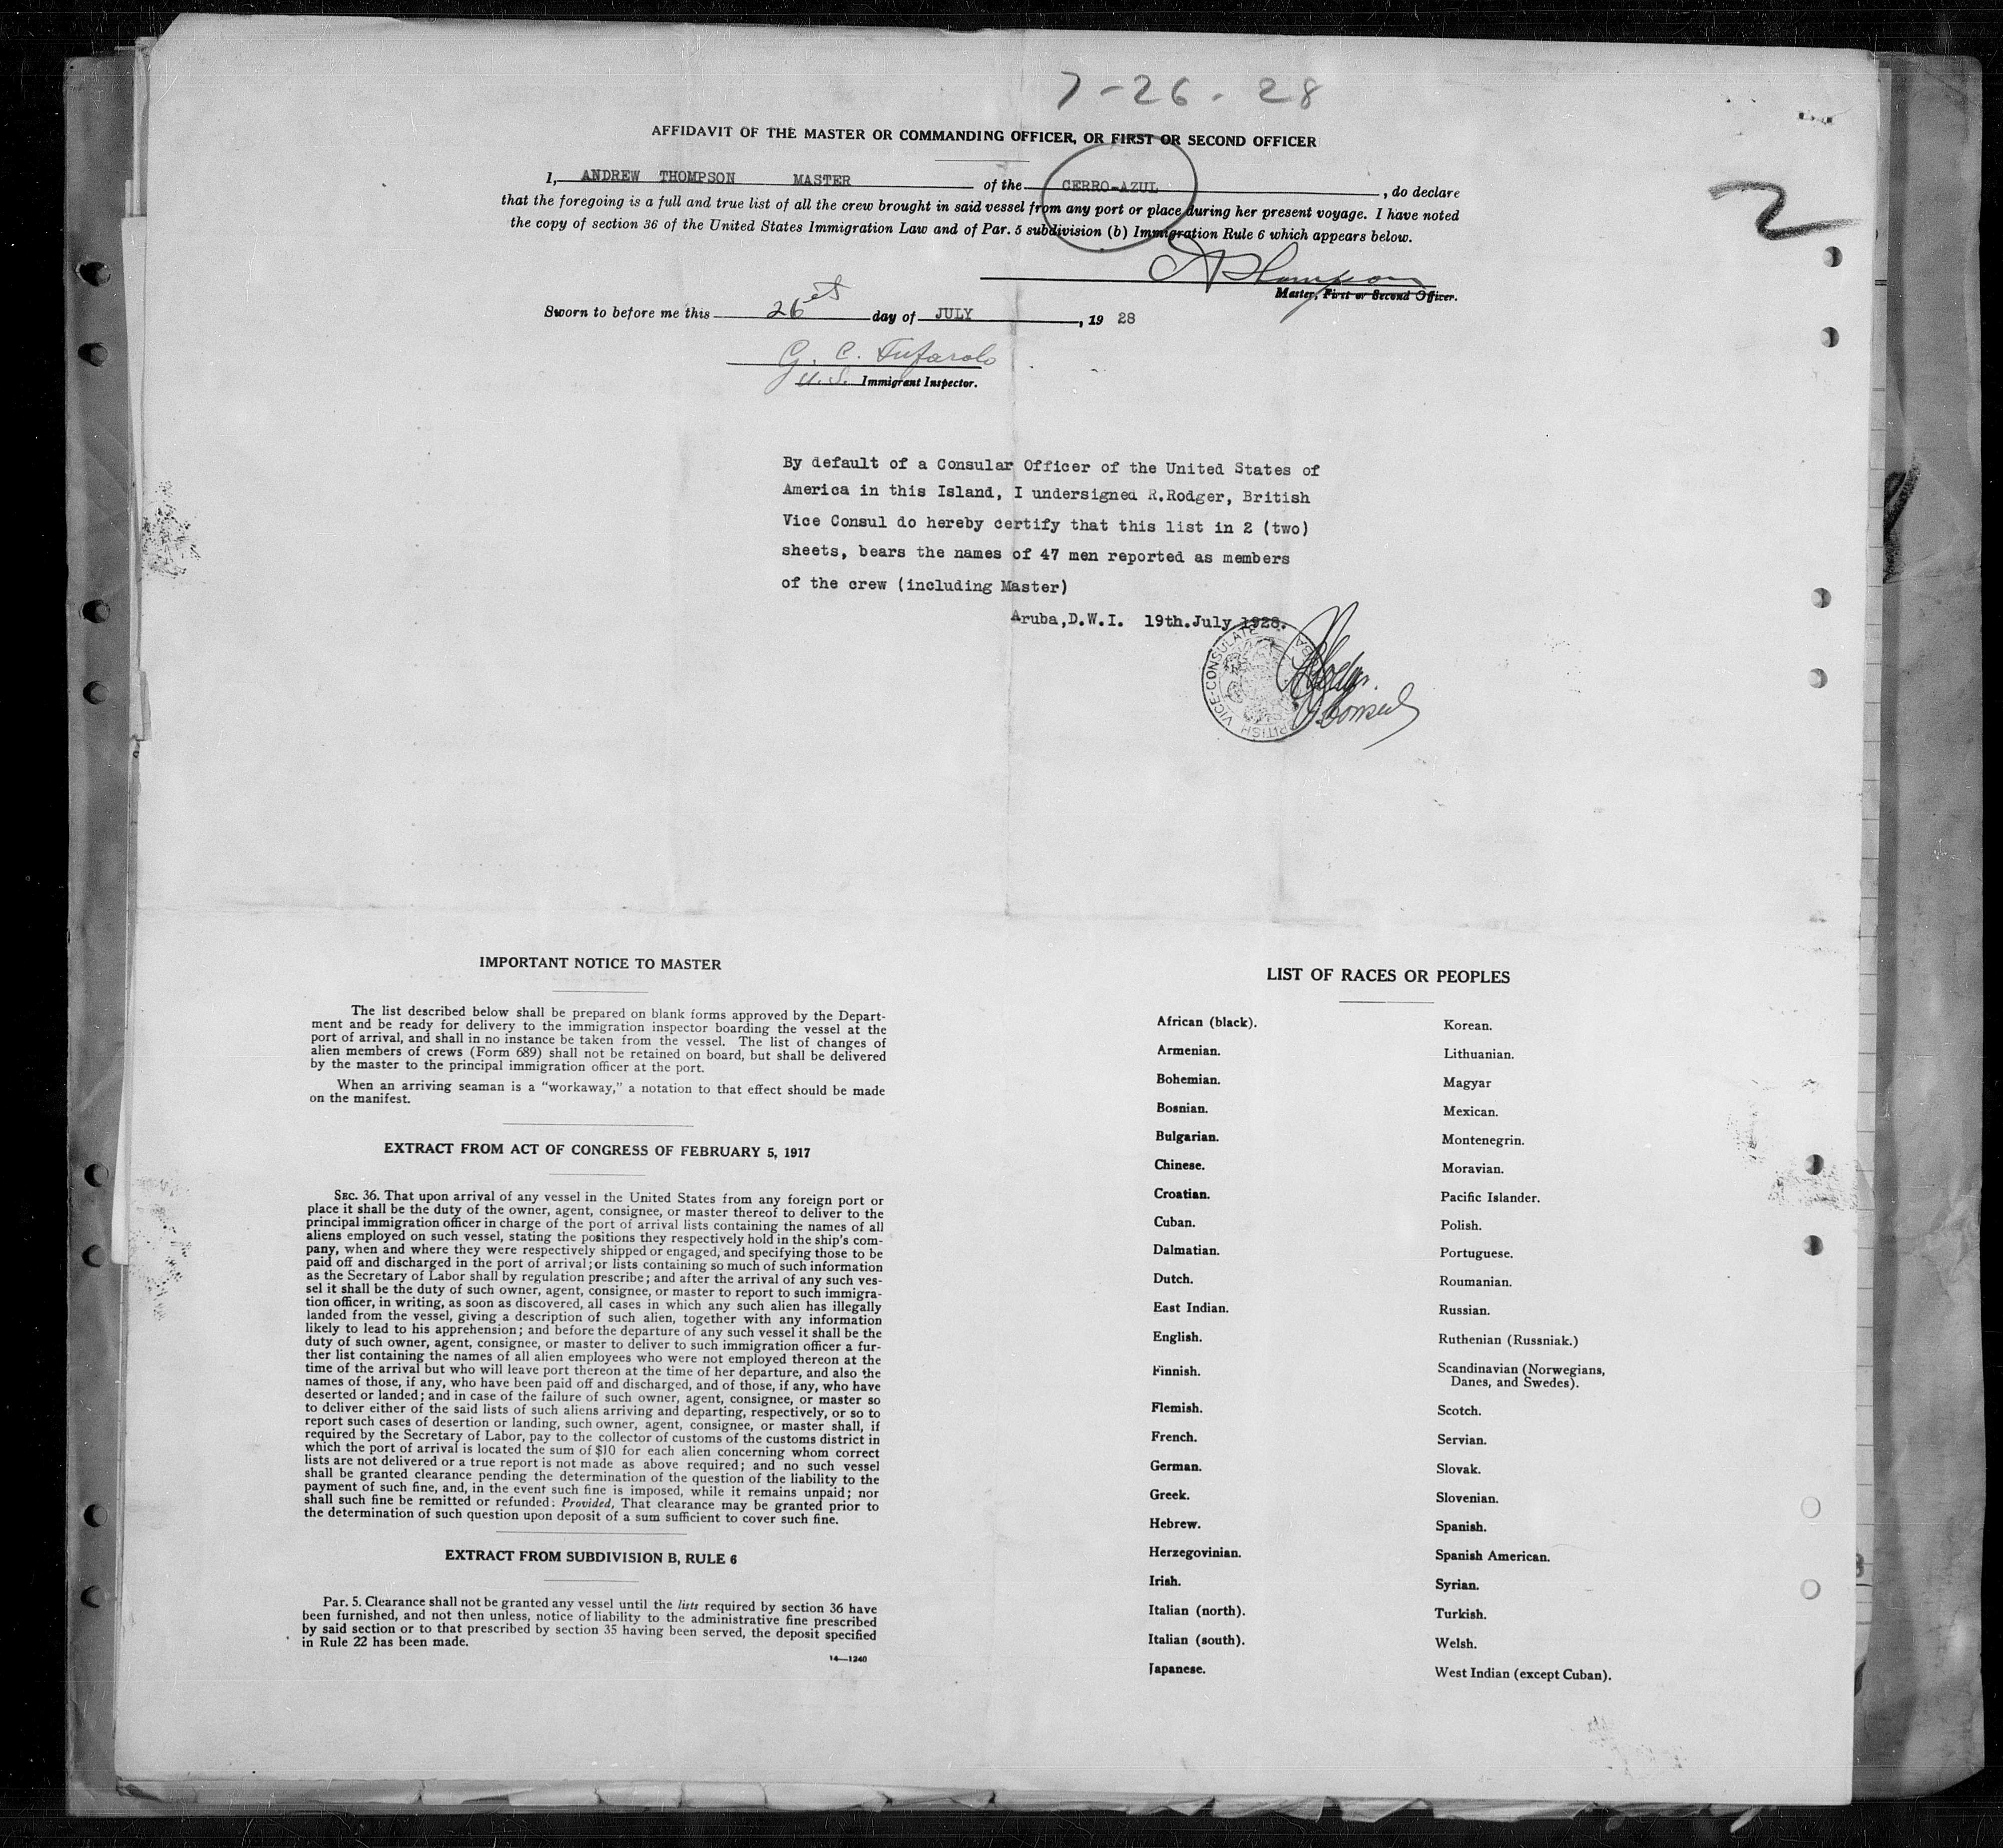 7-26-28
AFFIDAVIT OF THE MASTER OR COMMANDING OFFICER, OR FIRST OR SECOND OFFICER
2
I, ANDREW THOMPSON MASTER of the CERRO-AZUL, do declare
that the foregoing is a full and true list of all the crew brought in said vessel from any port or place during her present voyage. I have noted
the copy of section 36 of the United States Immigration Law and of Par. 5 subdivision (b) Immigration Rule 6 which appears below.
A Thompson
Master, First or Second Officer.
Sworn to before me this 26 day of JULY, 19 28
G. C. Tufarolo
U.S. Immigrant Inspector.
By default of a Consular Officer of the United States of
America in this Island, I undersigned R.Rodger, British
Vice Consul do hereby certify that this list in 2 (two)
sheets, bears the names of 47 men reported as members
of the crew (including Master)
Aruba,D.W.I. 19th.July 1928.
BRITISH VICE-CONSULATE
RRodger.
V.Consul
IMPORTANT NOTICE TO MASTER
The list described below shall be prepared on blank forms approved by the Depart-
ment and be ready for delivery to the immigration inspector boarding the vessel at the
port of arrival, and shall in no instance be taken from the vessel. The list of changes of
alien members of crews (Form 689) shall not be retained on board, but shall be delivered
by the master to the principal immigration officer at the port.
When an arriving seaman is a "workaway," a notation to that effect should be made
on the manifest.
EXTRACT FROM ACT OF CONGRESS OF FEBRUARY 5, 1917
SEC. 36. That upon arrival of any vessel in the United States from any foreign port or
place it shall be the duty of the owner, agent, consignee, or master thereof to deliver to the
principal immigration officer in charge of the port of arrival lists containing the names of all
aliens employed on such vessel, stating the positions they respectively hold in the ship's com-
pany, when and where they were respectively shipped or engaged, and specifying those to be
paid off and discharged in the port of arrival; or lists containing so much of such information
as the Secretary of Labor shall by regulation prescribe; and after the arrival of any such ves-
sel it shall be the duty of such owner, agent, consignee, or master to report to such immigra-
tion officer, in writing, as soon as discovered, all cases in which any such alien has illegally
landed from the vessel, giving a description of such alien, together with any information
likely to lead to his apprehension; and before the departure of any such vessel it shall be the
duty of such owner, agent, consignee, or master to deliver to such immigration officer a fur-
ther list containing the names of all alien employees who were not employed thereon at the
time of the arrival but who will leave port thereon at the time of her departure, and also the
names of those, if any, who have been paid off and discharged, and of those, if any, who have
deserted or landed; and in case of the failure of such owner, agent, consignee, or master so
to deliver either of the said lists of such aliens arriving and departing, respectively, or so to
report such cases of desertion or landing, such owner, agent, consignee, or master shall, if
required by the Secretary of Labor, pay to the collector of customs of the customs district in
which the port of arrival is located the sum of $10 for each alien concerning whom correct
lists are not delivered or a true report is not made as above required; and no such vessel
shall be granted clearance pending the determination of the question of the liability to the
payment of such fine, and, in the event such fine is imposed, while it remains unpaid; nor
shall such fine be remitted or refunded: Provided, That clearance may be granted prior to
the determination of such question upon deposit of a sum sufficient to cover such fine.
EXTRACT FROM SUBDIVISION B, RULE 6
Par. 5. Clearance shall not be granted any vessel until the lists required by section 36 have
been furnished, and not then unless, notice of liability to the administrative fine prescribed
by said section or to that prescribed by section 35 having been served, the deposit specified
in Rule 22 has been made.
14—1240
LIST OF RACES OR PEOPLES
African (black).
Armenian.
Bohemian.
Bosnian.
Bulgarian.
Chinese.
Croatian.
Cuban.
Dalmatian.
Dutch.
East Indian.
English.
Finnish.
Flemish.
French.
German.
Greek.
Hebrew.
Herzegovinian.
Irish.
Italian (north).
Italian (south).
Japanese.
Korean.
Lithuanian.
Magyar
Mexican.
Montenegrin.
Moravian.
Pacific Islander.
Polish.
Portuguese.
Roumanian.
Russian.
Ruthenian (Russniak.)
Scandinavian (Norwegians,
Danes, and Swedes).
Scotch.
Servian.
Slovak.
Slovenian.
Spanish.
Spanish American.
Syrian.
Turkish.
Welsh.
West Indian (except Cuban).